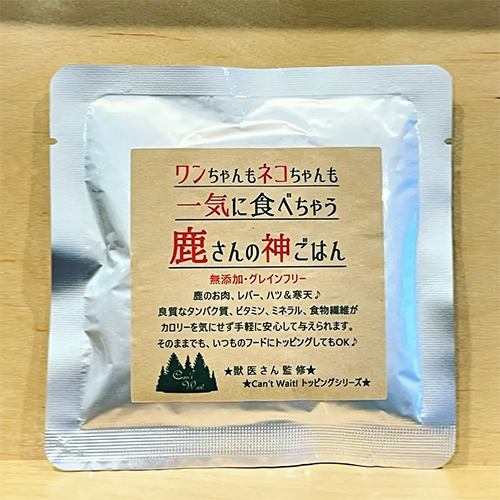 ワンちゃんもネコちゃんも
一気に食べちゃう
鹿さんの神ごはん
無添加・グレインフリー
鹿のお肉、レバー、ハツ＆寒天♪
良質なタンパク質、ビタミン、ミネラル、食物繊維が
カロリーを気にせず手軽に安心して与えられます。
そのままでも、いつものフードにトッピングしてもOK♪
Can't
Wait!
★獣医さん監修★
★Can't Wait! トッピングシリーズ★